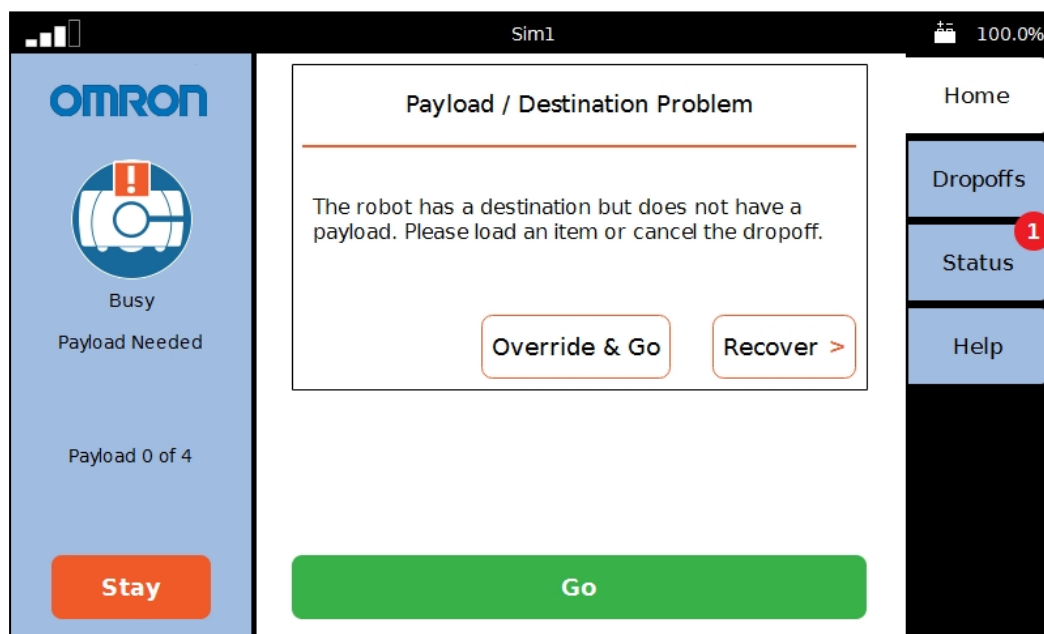 Sim1
100.0%
OMRON
!
Busy
Payload Needed
Payload 0 of 4
Stay
Payload / Destination Problem
The robot has a destination but does not have a
payload. Please load an item or cancel the dropoff.
Override & Go
Recover >
Go
Home
Dropoffs
1
Status
Help